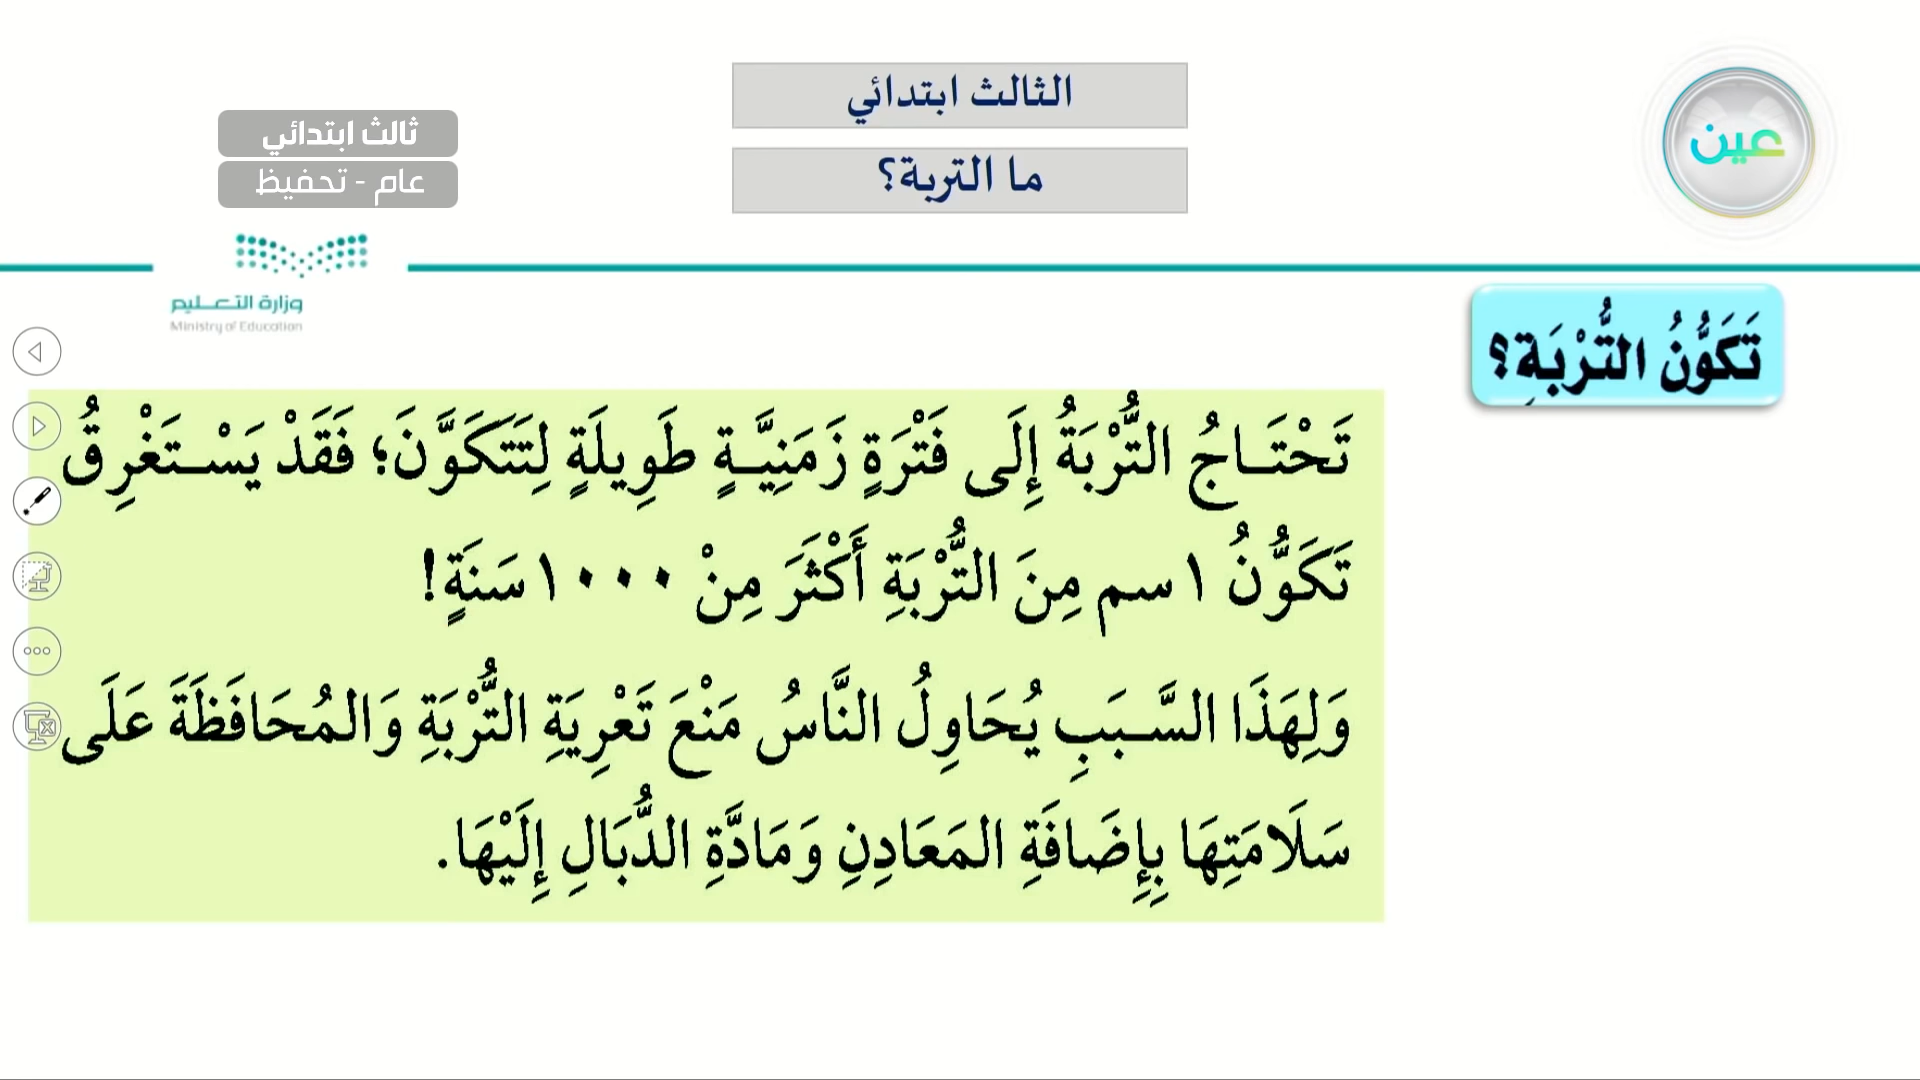 الثالث ابتدائي
ما التربة؟
عين
ثالث ابتدائي
عام - تحفيظ
وزارة التعليم
Ministry of Education
تَكَوُّنُ التُّرْبَةِ؟
تَحْتَاجُ التُّرْبَةُ إِلَى فَتْرَةٍ زَمَنِيَّةٍ طَوِيلَةٍ لِتَتَكَوَّنَ؛ فَقَدْ يَسْتَغْرِقُ
تَكَوُّنُ ١ سم مِنَ التُّرْبَةِ أَكْثَرَ مِنْ ١٠٠٠ سَنَةٍ!
وَلِهَذَا السَّبَبِ يُحَاوِلُ النَّاسُ مَنْعَ تَعْرِيَةِ التُّرْبَةِ وَالمُحَافَظَةَ عَلَى
سَلَامَتِهَا بِإِضَافَةِ المَعَادِنِ وَمَادَّةِ الدُّبَالِ إِلَيْهَا.